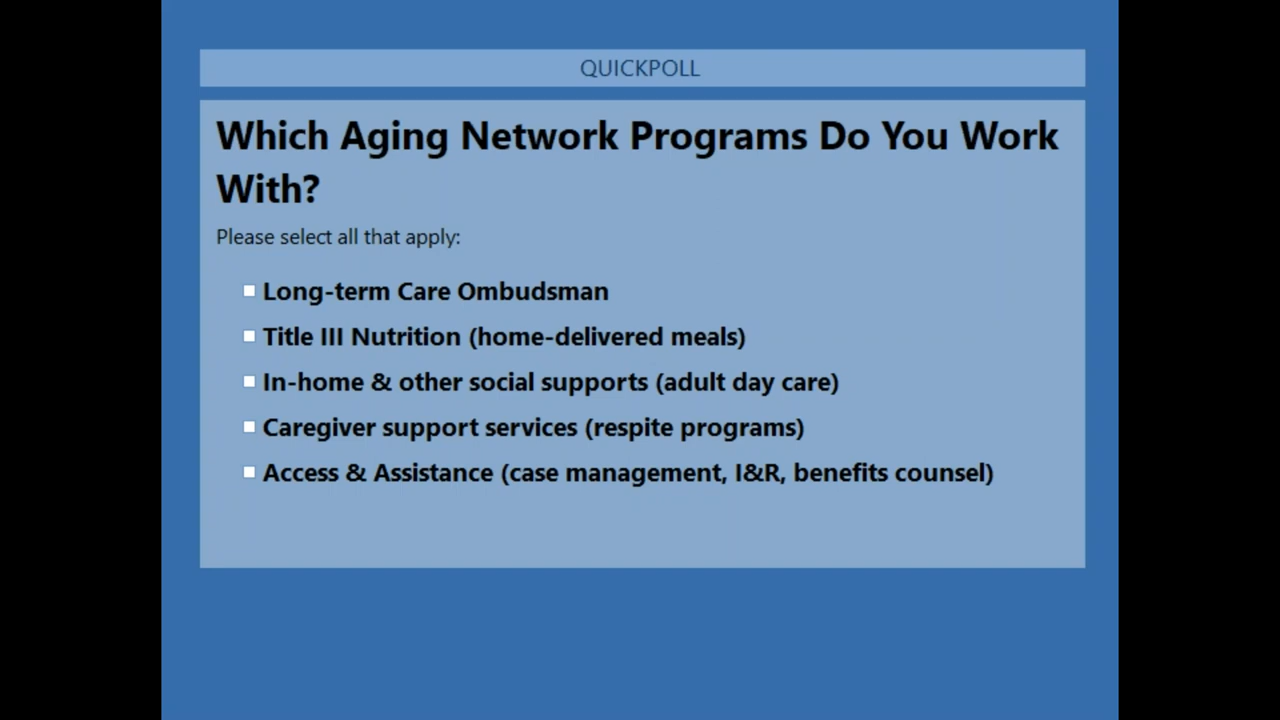 QUICKPOLL
Which Aging Network Programs Do You Work
With?
Please select all that apply:
Long-term Care Ombudsman
Title III Nutrition (home-delivered meals)
In-home & other social supports (adult day care)
Caregiver support services (respite programs)
Access & Assistance (case management, I&R, benefits counsel)